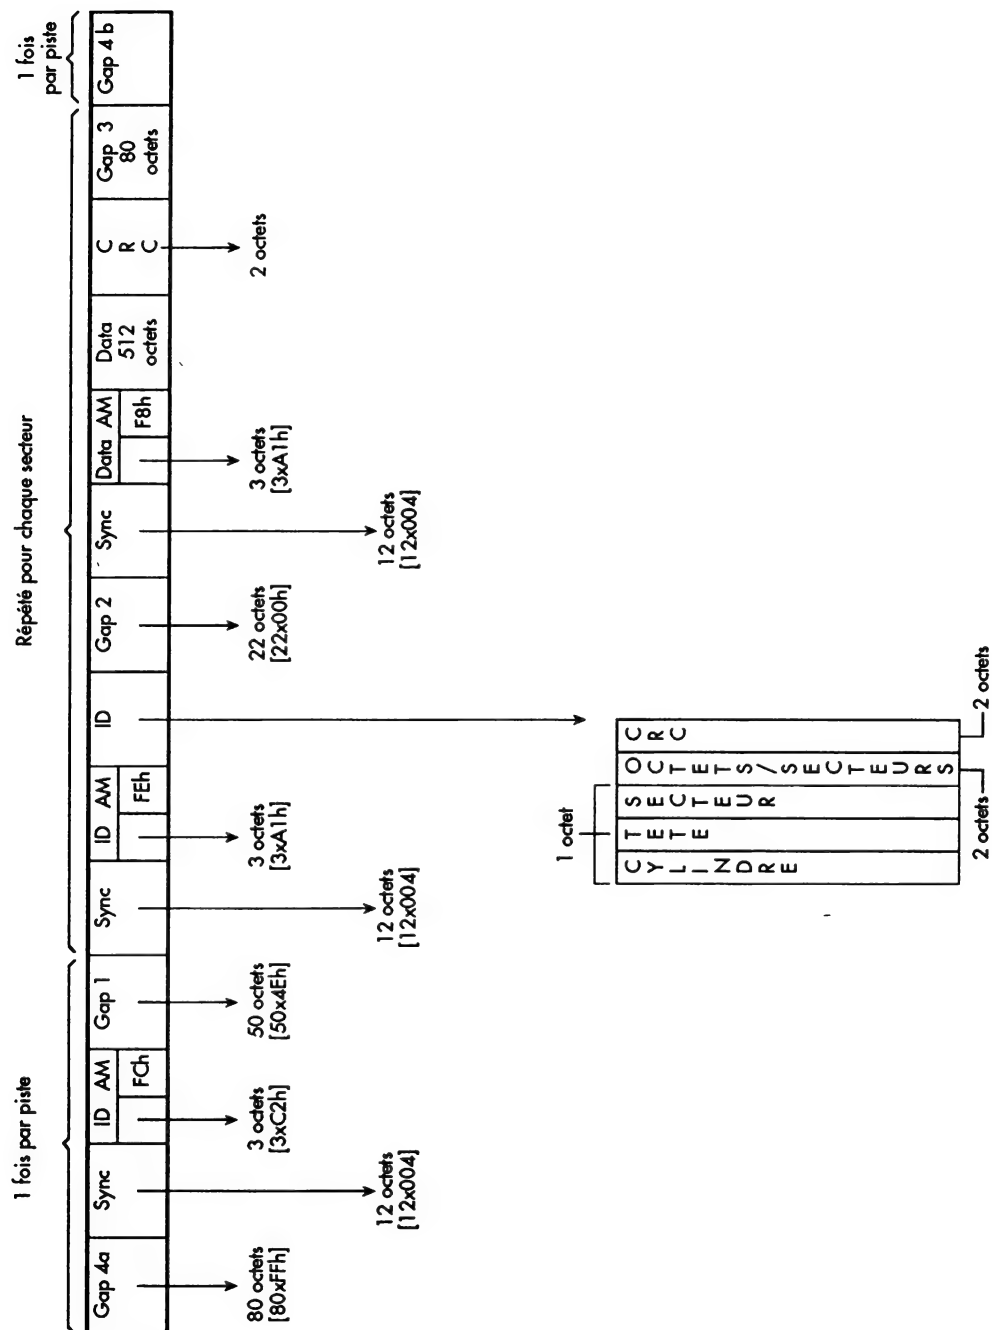 1 fois par piste
Répété pour chaque secteur
1 fois
par piste
Gap 4a
Sync
ID AM
FCh
Gap 1
Sync
ID AM
FEh
ID
Gap 2
Sync
Data AM
F8h
Data
512
octets
C
R
C
Gap 3
80
octets
Gap 4 b
80 octets
[80xFFh]
12 octets
[12x004]
3 octets
[3xC2h]
50 octets
[50x4Eh]
12 octets
[12x004]
3 octets
[3xA1h]
22 octets
[22x00h]
12 octets
[12x004]
3 octets
[3xA1h]
2 octets
1 octet
CYLINDRE
TETE
SECTEUR
OCTETS/SECTEURS
CRC
2 octets
2 octets